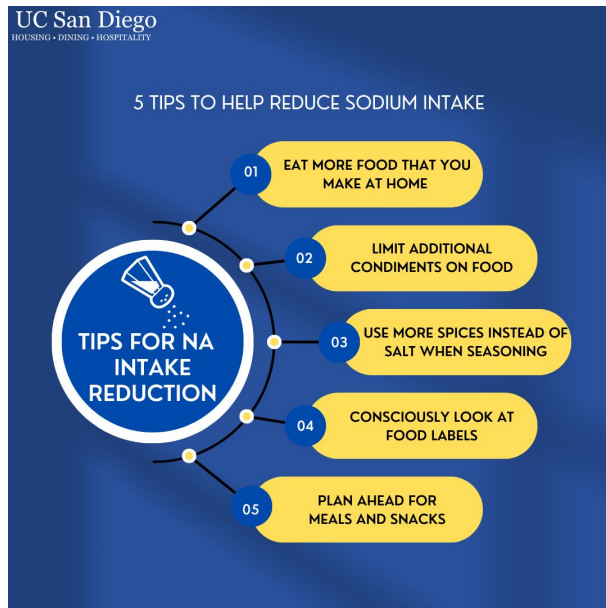 UC San Diego
HOUSING • DINING • HOSPITALITY
5 TIPS TO HELP REDUCE SODIUM INTAKE
01
EAT MORE FOOD THAT YOU
MAKE AT HOME
02
LIMIT ADDITIONAL
CONDIMENTS ON FOOD
TIPS FOR NA
INTAKE
REDUCTION
03
USE MORE SPICES INSTEAD OF
SALT WHEN SEASONING
04
CONSCIOUSLY LOOK AT
FOOD LABELS
05
PLAN AHEAD FOR
MEALS AND SNACKS